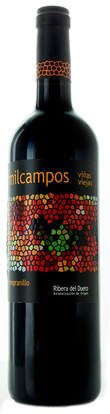 milcampos
viñas
viejas
tempranillo
Ribera del Duero
Denominación de Origen